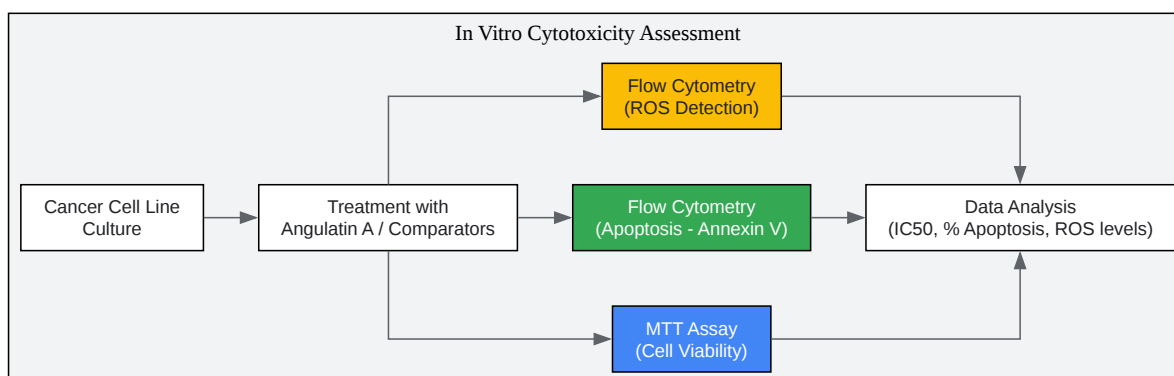 In Vitro Cytotoxicity Assessment
Flow Cytometry
(ROS Detection)
Cancer Cell Line
Culture
Treatment with
Angulatin A / Comparators
Flow Cytometry
(Apoptosis - Annexin V)
Data Analysis
(IC50, % Apoptosis, ROS levels)
MTT Assay
(Cell Viability)